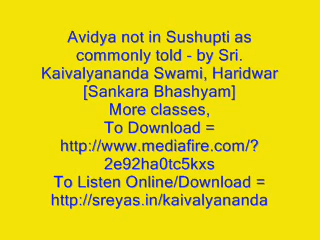 Avidya not in Sushupti as
commonly told - by Sri.
Kaivalyananda Swami, Haridwar
[Sankara Bhashyam]
More classes,
To Download =
http://www.mediafire.com/?
2e92ha0tc5kxs
To Listen Online/Download =
http://sreyas.in/kaivalyananda